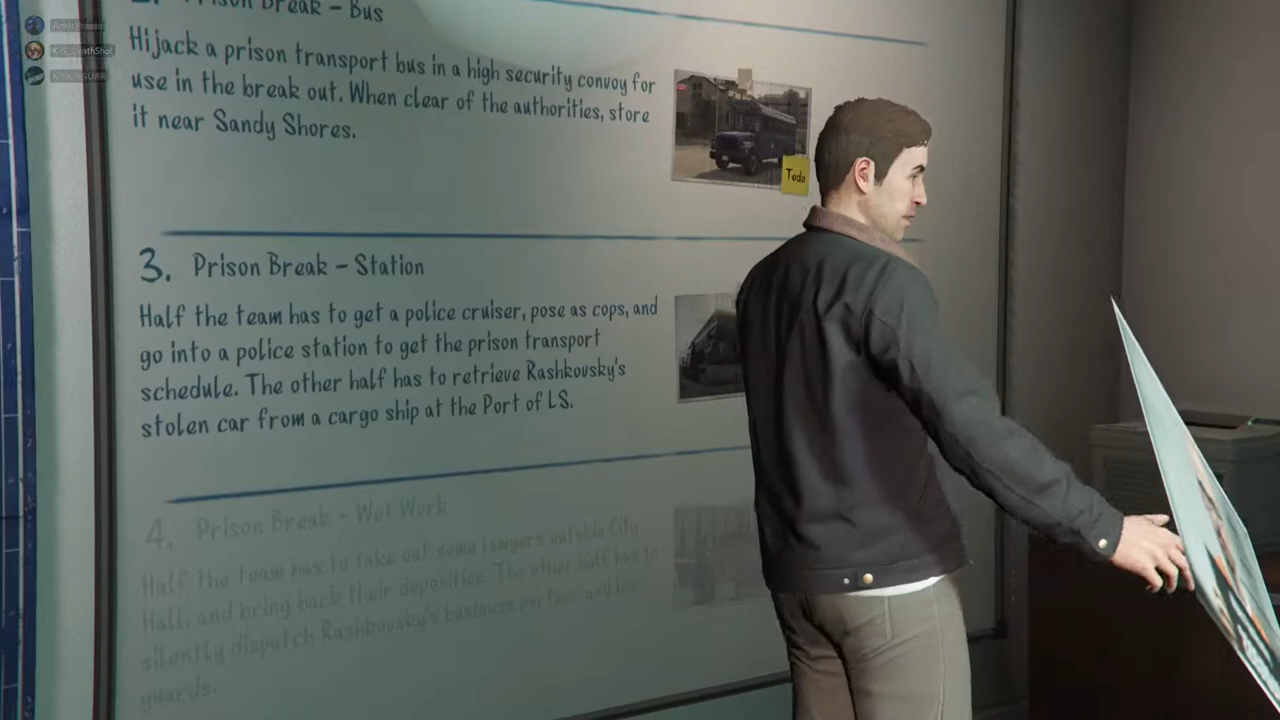 Prison Break - Bus
Hijack a prison transport bus in a high security convoy for
use in the break out. When clear of the authorities, store
it near Sandy Shores.
Todo
3. Prison Break - Station
Half the team has to get a police cruiser, pose as cops, and
go into a police station to get the prison transport
schedule. The other half has to retrieve Rashkovsky's
stolen car from a cargo ship at the Port of LS.
4. Prison Break - Wet Work
Half the team has to take out some lawyers outside City
Hall, and bring back their deposition. The other half has to
silently dispatch Rashkovsky's business partner and his
guards.